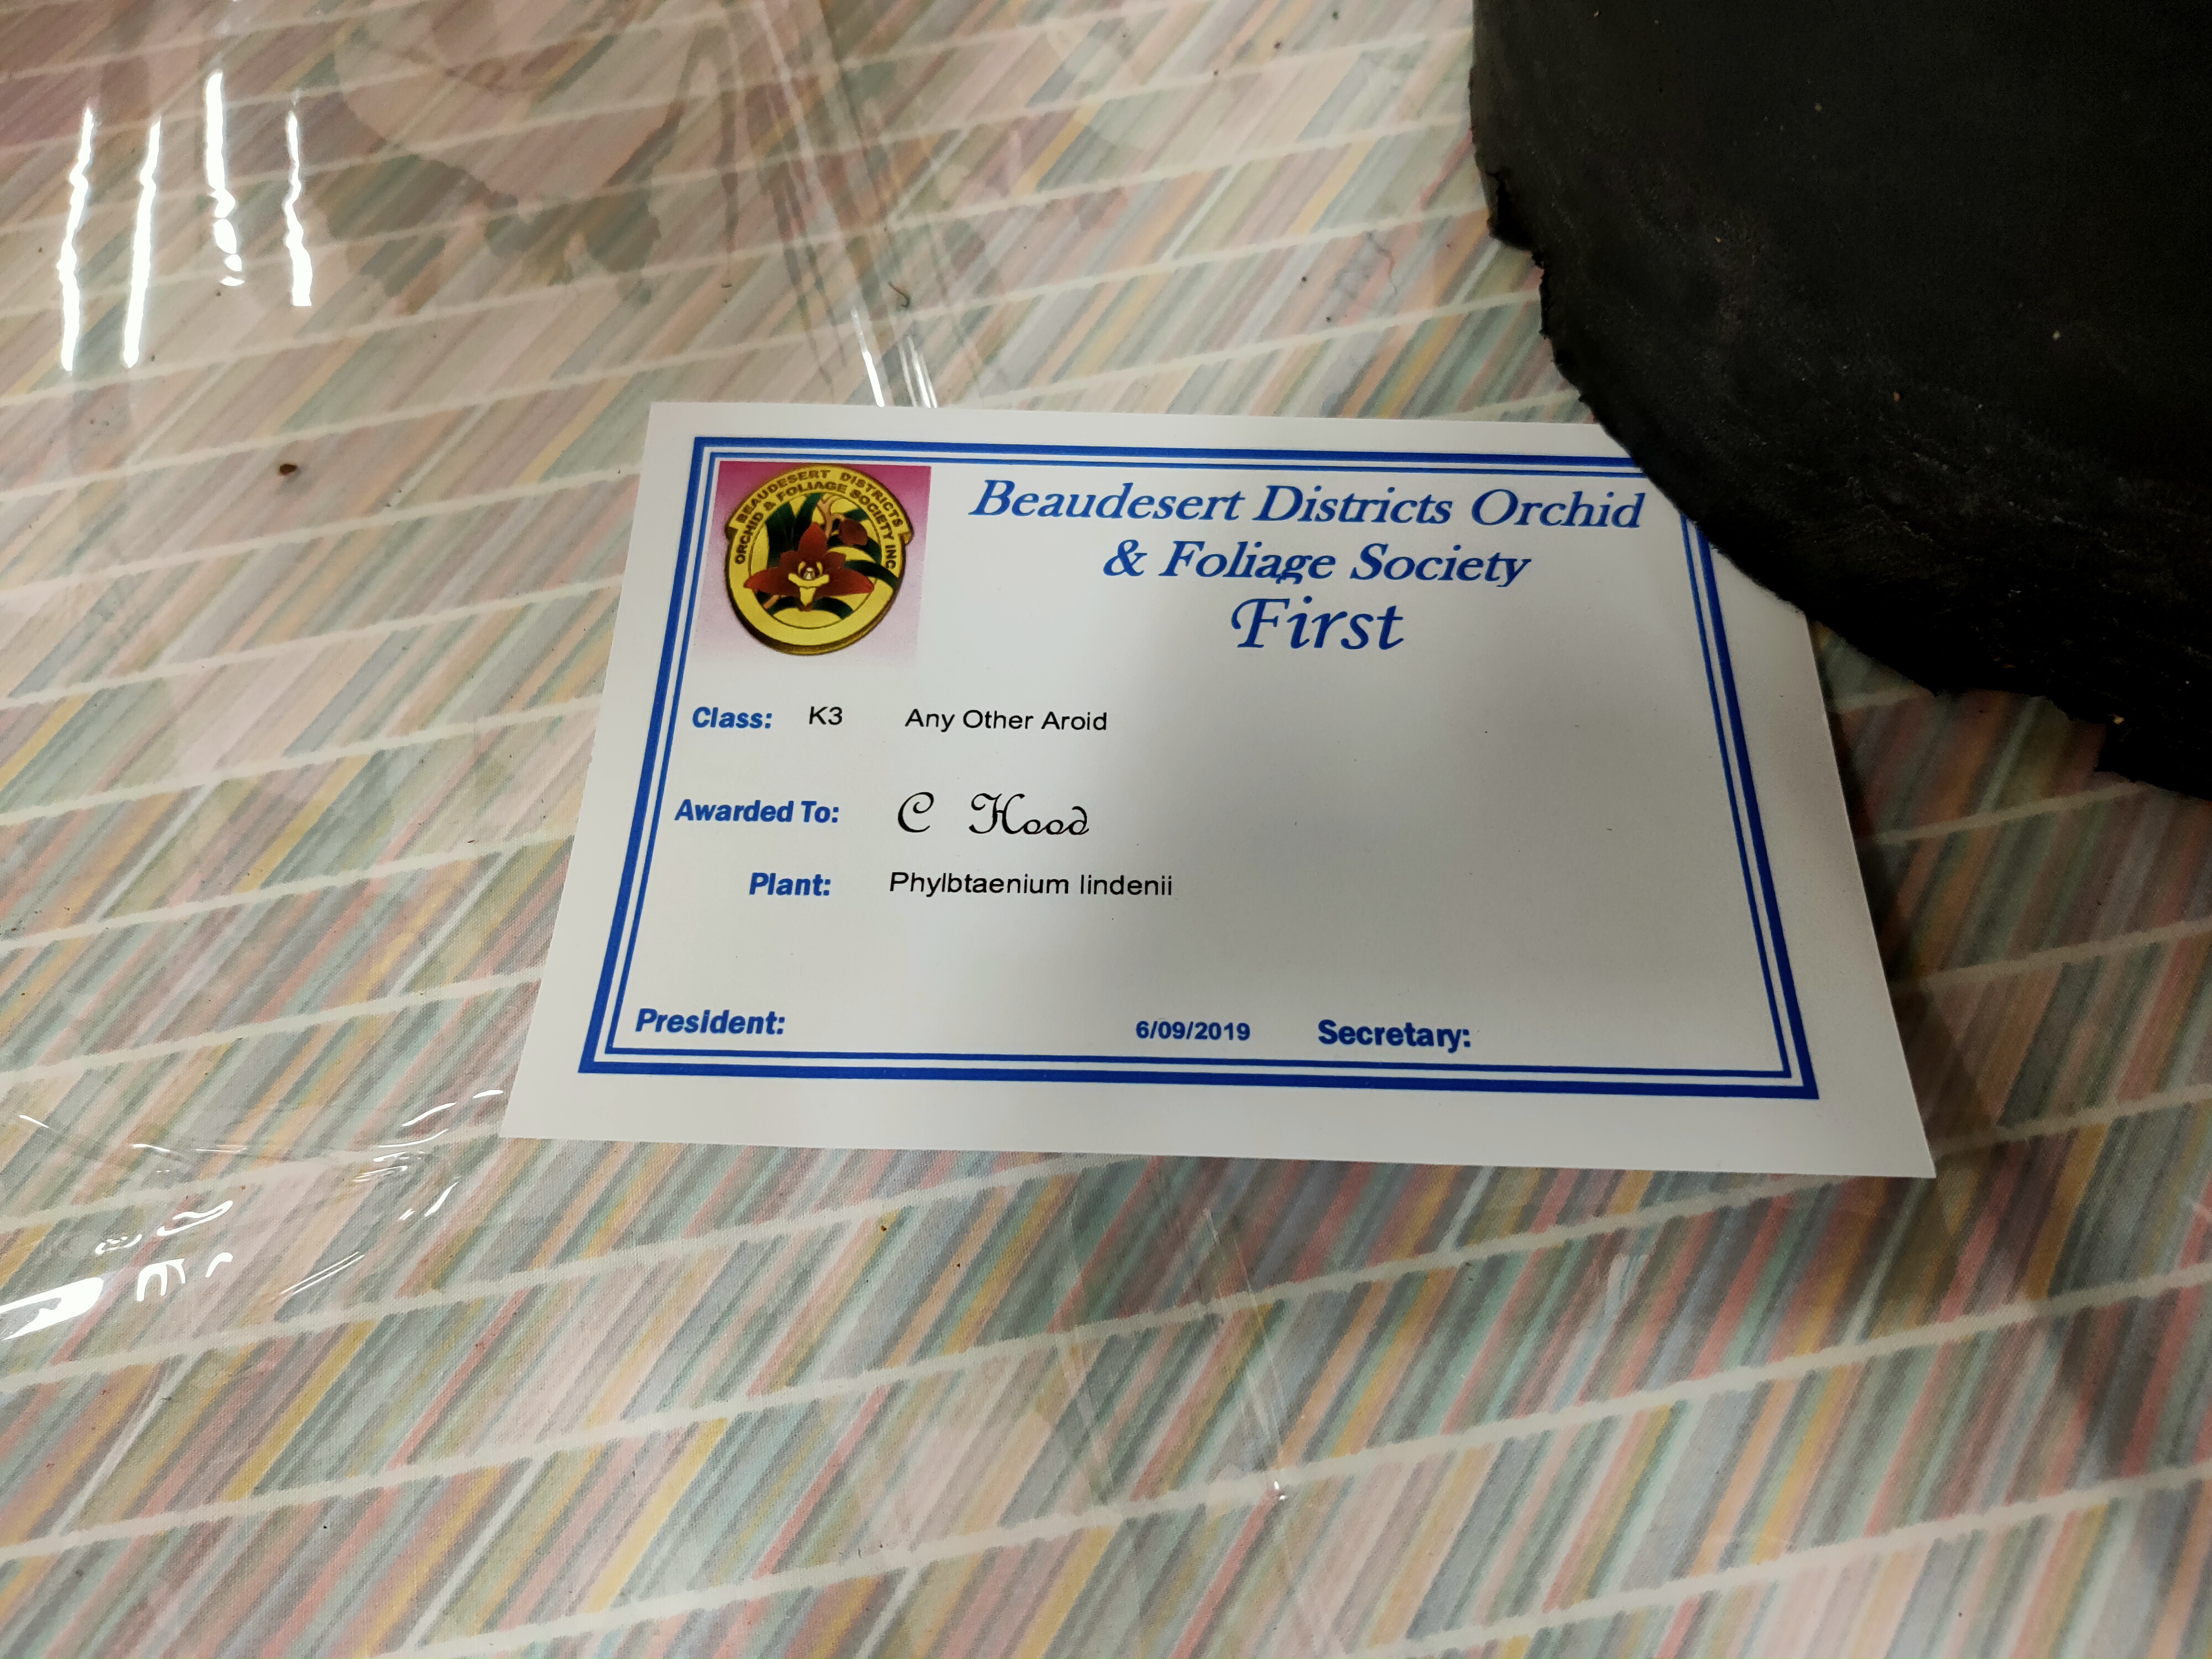 BEAUDESERT DISTRICTS
ORCHID & FOLIAGE SOCIETY INC
Beaudesert Districts Orchid
& Foliage Society
First
Class: K3 Any Other Aroid
Awarded To: C Hood
Plant: Phylbtaenium lindenii
President: 6/09/2019 Secretary: